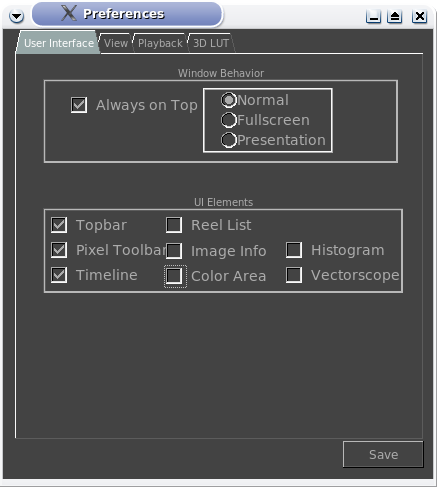 Preferences
User Interface View Playback 3D LUT
Window Behavior
Always on Top
Normal
Fullscreen
Presentation
UI Elements
Topbar Reel List
Pixel Toolbar Image Info Histogram
Timeline Color Area Vectorscope
Save